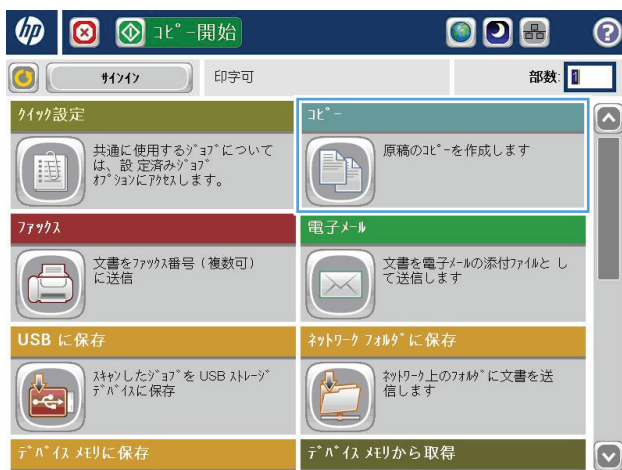 hp
ｺﾋﾟｰ開始
?
ｻｲﾝｲﾝ
印字可
部数:
1
ｸｲｯｸ設定
共通に使用するｼﾞｮﾌﾞについて
は、設 定済みｼﾞｮﾌﾞ
ｵﾌﾟｼｮﾝにｱｸｾｽしま す。
ｺﾋﾟｰ
原稿のｺﾋﾟｰを作成します
ﾌｧｯｸｽ
文書をﾌｧｯｸｽ番号（複数可）
に送信
電子ﾒｰﾙ
文書を電子ﾒｰﾙの添付ﾌｧｲﾙと し
て送信します
USB に保存
ｽｷｬﾝしたｼﾞｮﾌﾞを USB ｽﾄﾚｰｼﾞ
ﾃﾞﾊﾞｲｽに保存
ﾈｯﾄﾜｰｸ ﾌｫﾙﾀﾞに保存
ﾈｯﾄﾜｰｸ上のﾌｫﾙﾀﾞに文書を送
信します
ﾃﾞﾊﾞｲｽ ﾒﾓﾘに保存
ﾃﾞﾊﾞｲｽ ﾒﾓﾘから取得